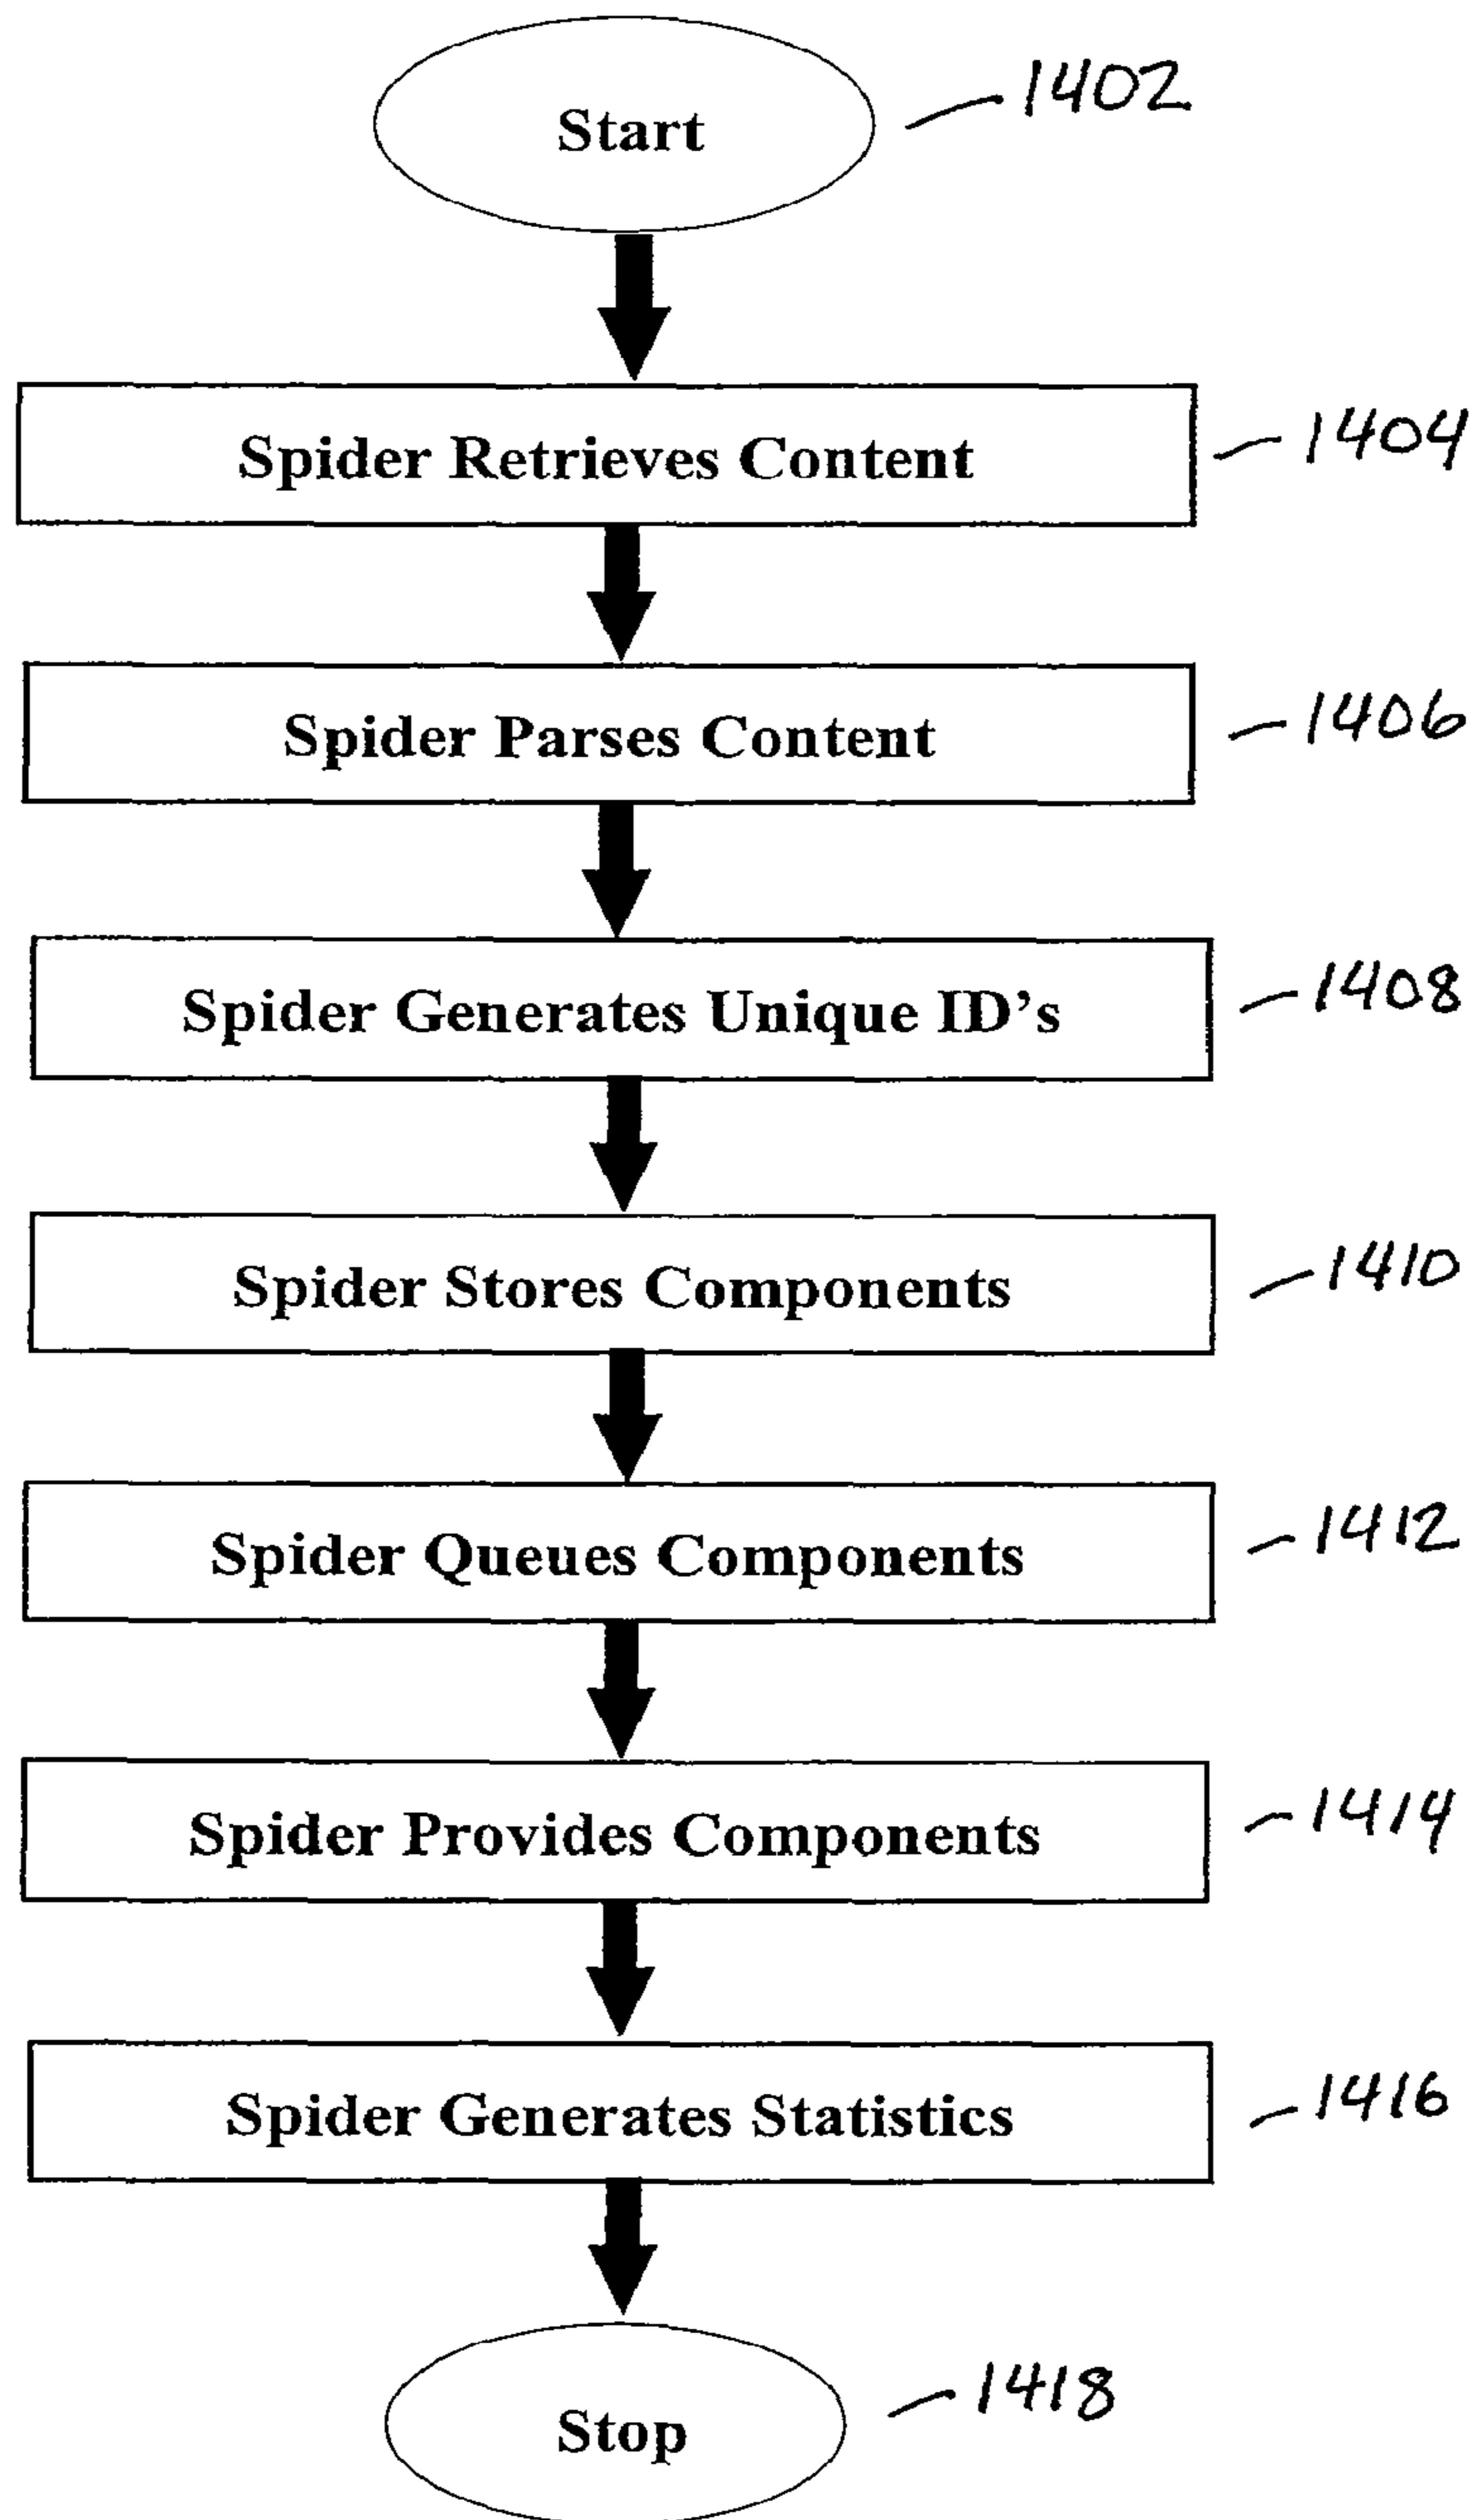 Start
1402
Spider Retrieves Content
1404
Spider Parses Content
1406
Spider Generates Unique ID's
1408
Spider Stores Components
1410
Spider Queues Components
1412
Spider Provides Components
1414
Spider Generates Statistics
1416
Stop
1418